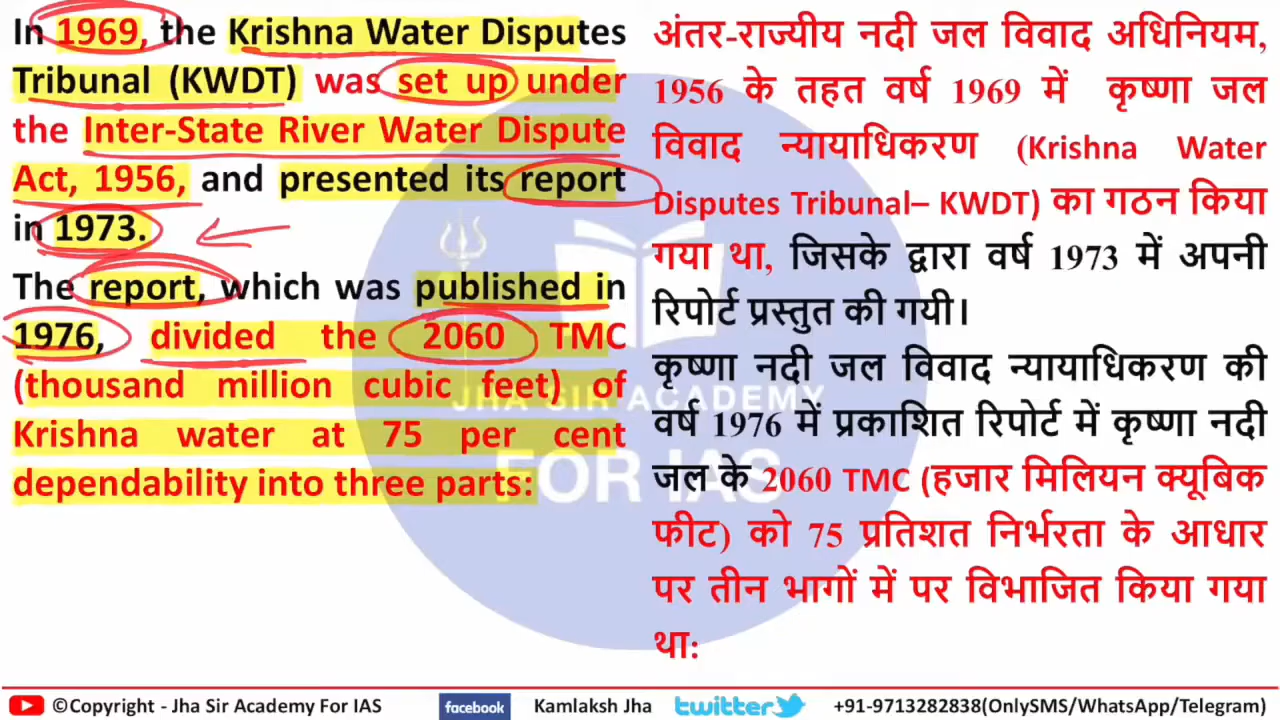 In 1969, the Krishna Water Disputes
Tribunal (KWDT) was set up under
the Inter-State River Water Dispute
Act, 1956, and presented its report
in 1973.
The report, which was published in
1976, divided the 2060 TMC
(thousand million cubic feet) of
Krishna water at 75 per cent
dependability into three parts:
अंतर-राज्यीय नदी जल विवाद अधिनियम,
1956 के तहत वर्ष 1969 में कृष्णा जल
विवाद न्यायाधिकरण (Krishna Water
Disputes Tribunal– KWDT) का गठन किया
गया था, जिसके द्वारा वर्ष 1973 में अपनी
रिपोर्ट प्रस्तुत की गयी।
कृष्णा नदी जल विवाद न्यायाधिकरण की
वर्ष 1976 में प्रकाशित रिपोर्ट में कृष्णा नदी
जल के 2060 TMC (हजार मिलियन क्यूबिक
फीट) को 75 प्रतिशत निर्भरता के आधार
पर तीन भागों में पर विभाजित किया गया
था:
JHA SIR ACADEMY
FOR IAS
©Copyright - Jha Sir Academy For IAS
facebook
Kamlaksh Jha
twitter
+91-9713282838(OnlySMS/WhatsApp/Telegram)